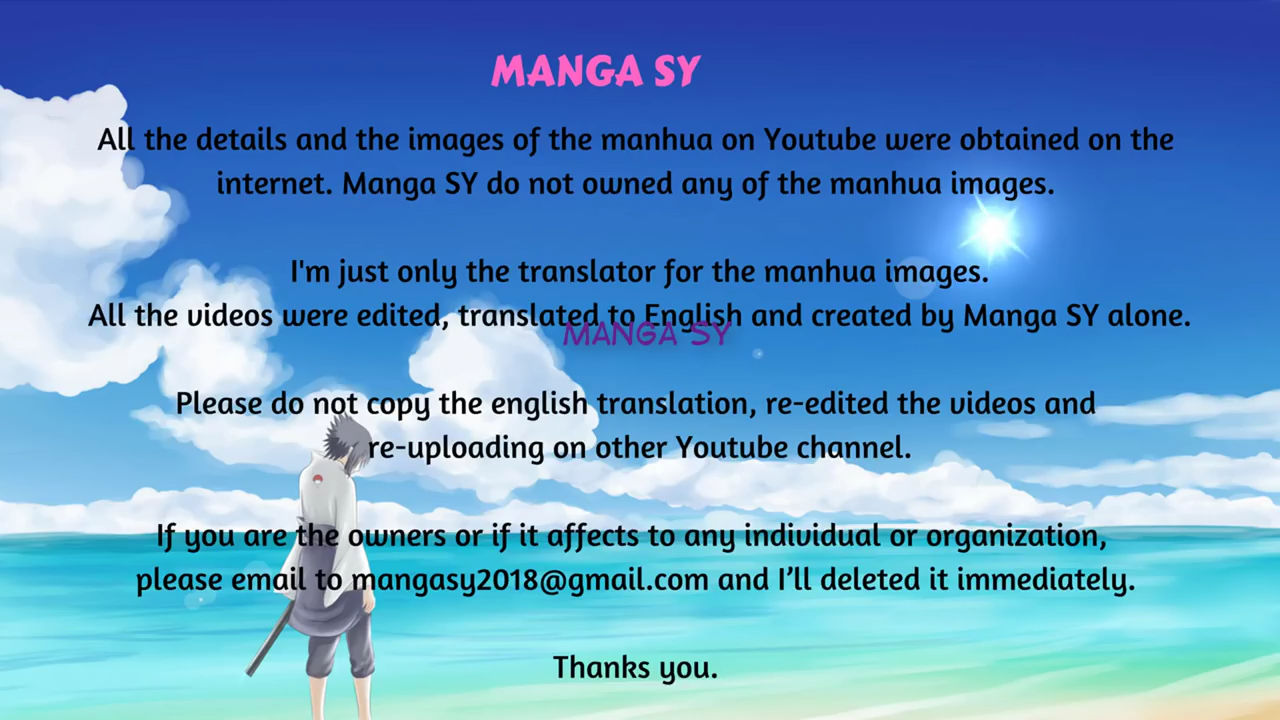 MANGA SY
All the details and the images of the manhua on Youtube were obtained on the
internet. Manga SY do not owned any of the manhua images.
I'm just only the translator for the manhua images.
All the videos were edited, translated to English and created by Manga SY alone.
MANGA SY
Please do not copy the english translation, re-edited the videos and
re-uploading on other Youtube channel.
If you are the owners or if it affects to any individual or organization,
please email to mangasy2018@gmail.com and I’ll deleted it immediately.
Thanks you.